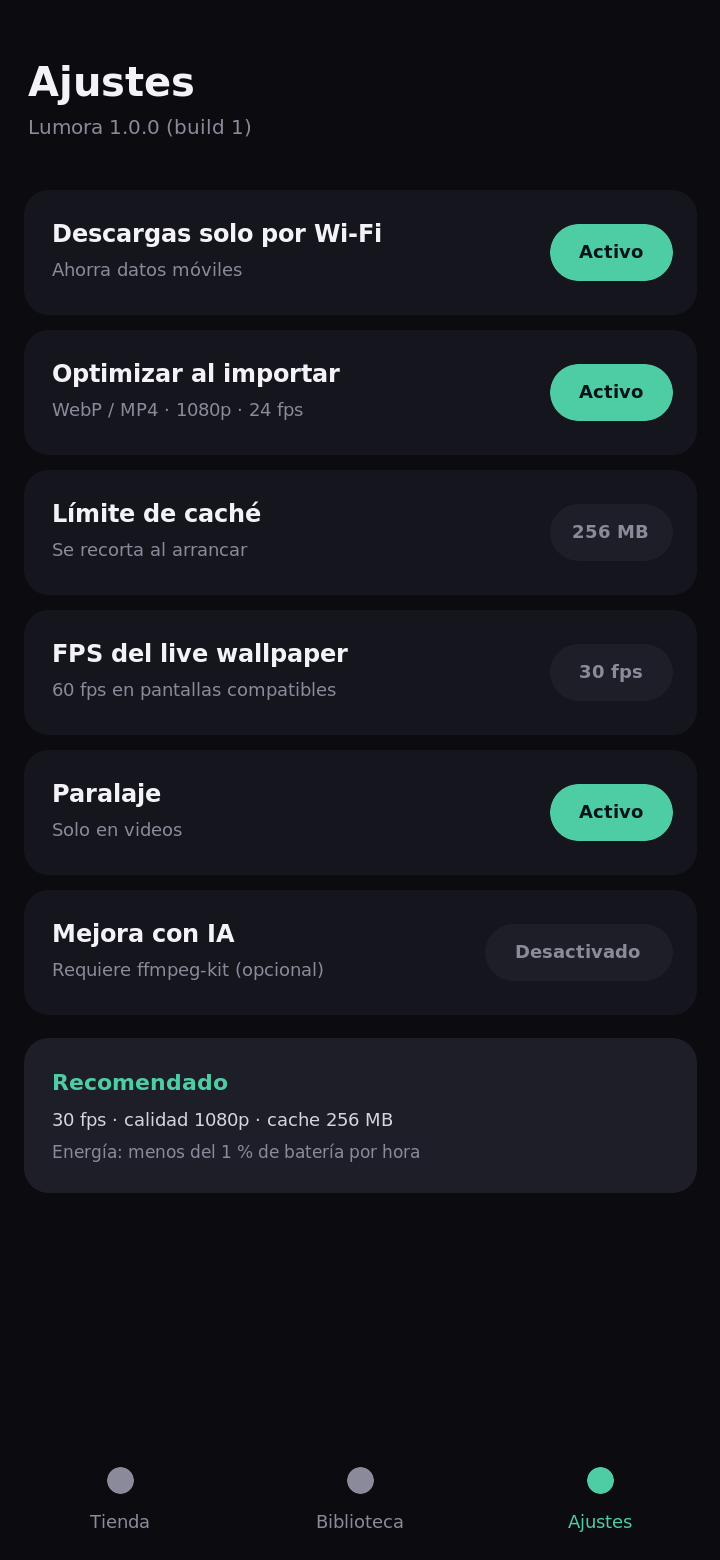 Ajustes
Lumora 1.0.0 (build 1)
Descargas solo por Wi-Fi
Ahorra datos móviles
Activo
Optimizar al importar
WebP / MP4 · 1080p · 24 fps
Activo
Límite de caché
Se recorta al arrancar
256 MB
FPS del live wallpaper
60 fps en pantallas compatibles
30 fps
Paralaje
Solo en videos
Activo
Mejora con IA
Requiere ffmpeg-kit (opcional)
Desactivado
Recomendado
30 fps · calidad 1080p · cache 256 MB
Energía: menos del 1 % de batería por hora
Tienda
Biblioteca
Ajustes